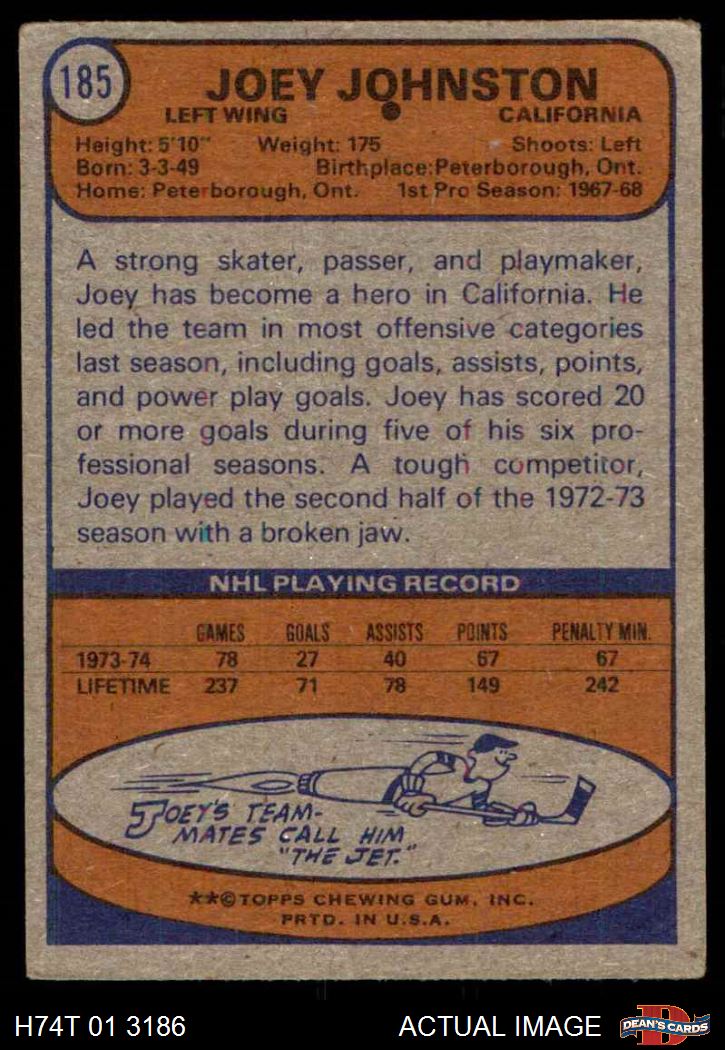 185
JOEY JOHNSTON
LEFT WING ● CALIFORNIA
Height: 5'10" Weight: 175 Shoots: Left
Born: 3-3-49 Birthplace: Peterborough, Ont.
Home: Peterborough, Ont. 1st Pro Season: 1967-68
A strong skater, passer, and playmaker,
Joey has become a hero in California. He
led the team in most offensive categories
last season, including goals, assists, points,
and power play goals. Joey has scored 20
or more goals during five of his six pro-
fessional seasons. A tough competitor,
Joey played the second half of the 1972-73
season with a broken jaw.
NHL PLAYING RECORD
GAMES GOALS ASSISTS POINTS PENALTY MIN.
1973-74 78 27 40 67 67
LIFETIME 237 71 78 149 242
JOEY'S TEAM-
MATES CALL HIM
"THE JET."
**©TOPPS CHEWING GUM, INC.
PRTD. IN U.S.A.
H74T 01 3186 ACTUAL IMAGE DEAN'S CARDS